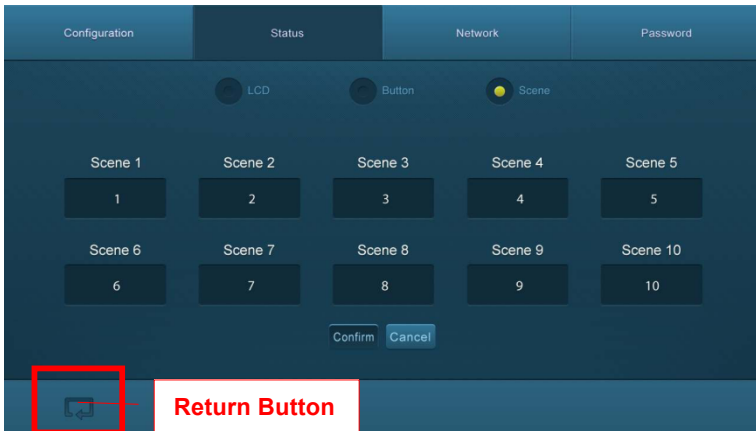 Configuration Status Network Password
LCD Button Scene
Scene 1 Scene 2 Scene 3 Scene 4 Scene 5
1 2 3 4 5
Scene 6 Scene 7 Scene 8 Scene 9 Scene 10
6 7 8 9 10
Confirm Cancel
Return Button